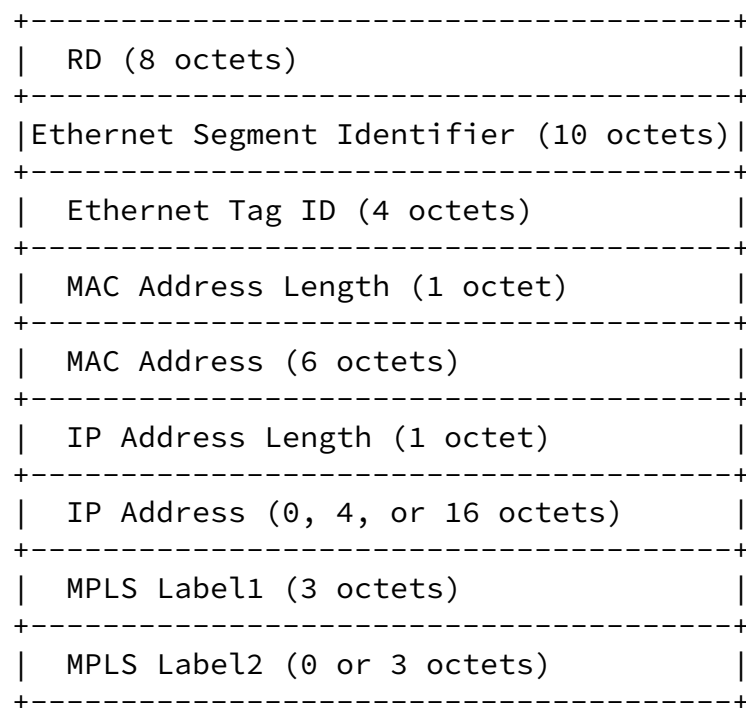 +---------------------------------------+
|  RD (8 octets)                        |
+---------------------------------------+
|Ethernet Segment Identifier (10 octets)|
+---------------------------------------+
|  Ethernet Tag ID (4 octets)           |
+---------------------------------------+
|  MAC Address Length (1 octet)         |
+---------------------------------------+
|  MAC Address (6 octets)               |
+---------------------------------------+
|  IP Address Length (1 octet)          |
+---------------------------------------+
|  IP Address (0, 4, or 16 octets)      |
+---------------------------------------+
|  MPLS Label1 (3 octets)               |
+---------------------------------------+
|  MPLS Label2 (0 or 3 octets)          |
+---------------------------------------+